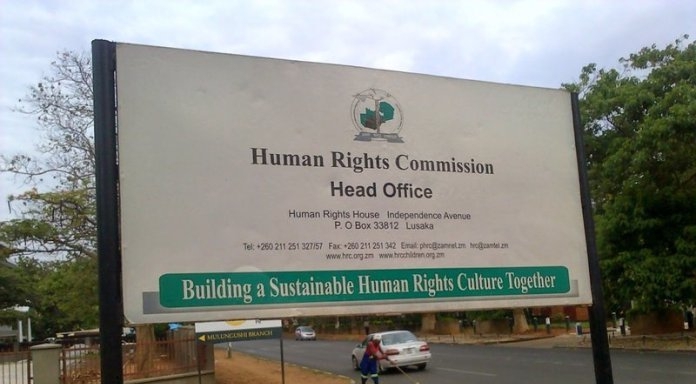 Human Rights Commission
Head Office
Human Rights House Independence Avenue
P. O Box 33812 Lusaka
Tel: +260 211 251 327/57 Fax: +260 211 251 342 Email: phrc@zamnet.zm hrc@zamtel.zm
www.hrc.org.zm www.hrcchildren.org.zm
Building a Sustainable Human Rights Culture Together
MULUNGUSHI BRANCH